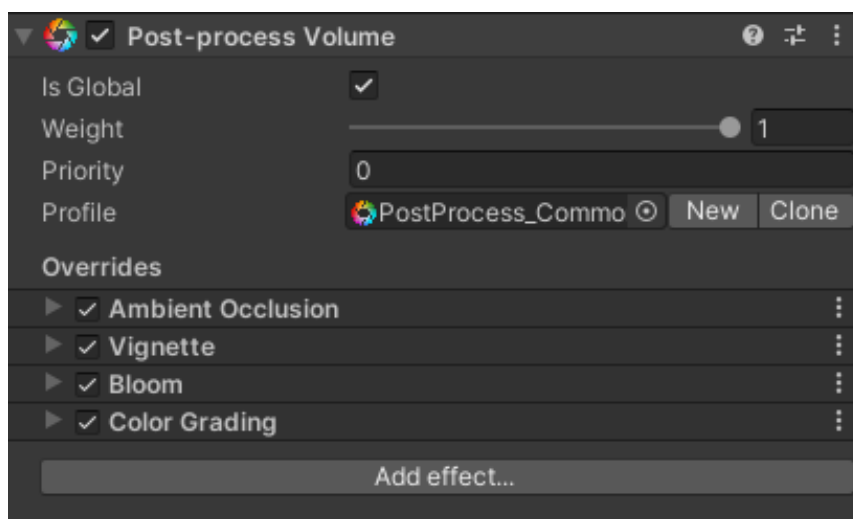 Post-process Volume
Is Global
Weight 1
Priority 0
Profile PostProcess_Commo New Clone
Overrides
Ambient Occlusion
Vignette
Bloom
Color Grading
Add effect...